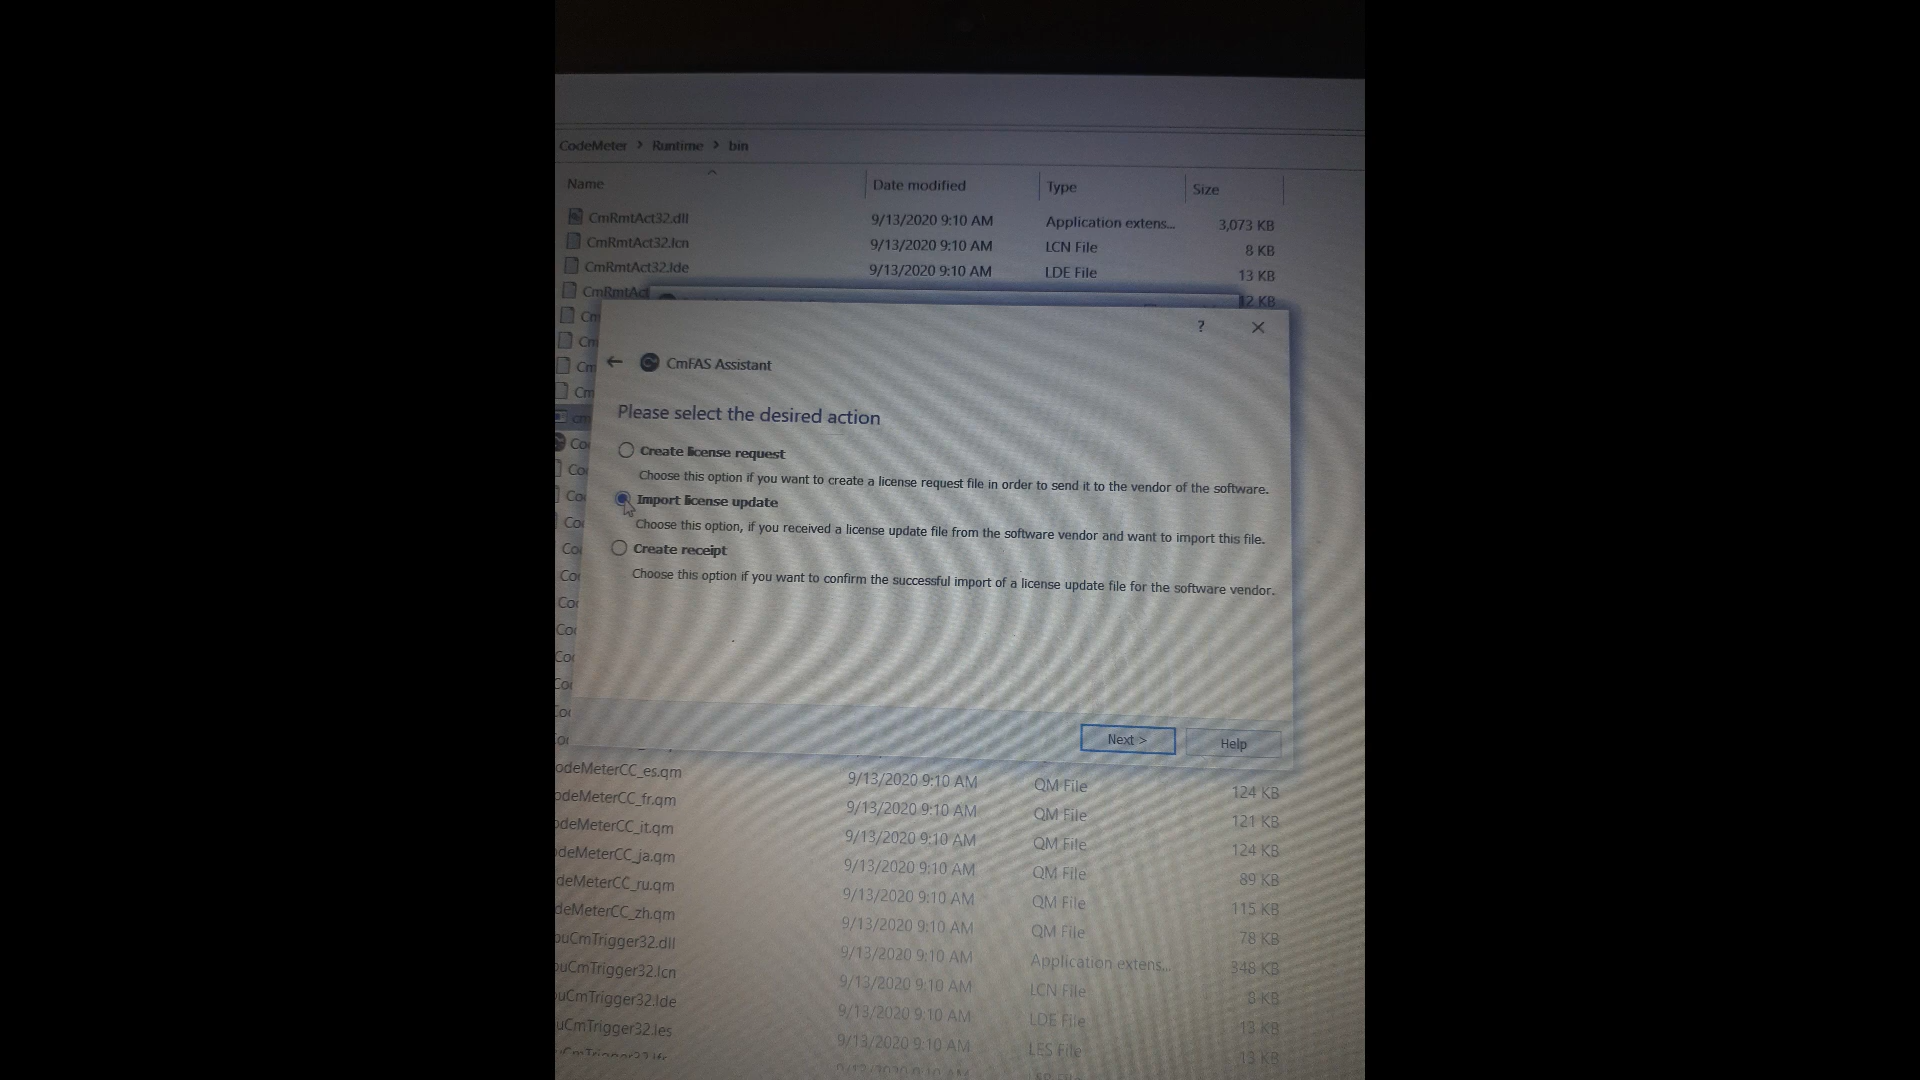 CodeMeter > Runtime > bin
Name Date modified Type Size
CmRmtAct32.dll 9/13/2020 9:10 AM Application extens... 3,073 KB
CmRmtAct32.lcn 9/13/2020 9:10 AM LCN File 8 KB
CmRmtAct32.lde 9/13/2020 9:10 AM LDE File 13 KB
CmRmtAct 12 KB
?
CmFAS Assistant
Please select the desired action
Create license request
Choose this option if you want to create a license request file in order to send it to the vendor of the software.
Import license update
Choose this option, if you received a license update file from the software vendor and want to import this file.
Create receipt
Choose this option if you want to confirm the successful import of a license update file for the software vendor.
Next >
Help
odeMeterCC_es.qm 9/13/2020 9:10 AM QM File 124 KB
odeMeterCC_fr.qm 9/13/2020 9:10 AM QM File 121 KB
odeMeterCC_it.qm 9/13/2020 9:10 AM QM File 124 KB
deMeterCC_ja.qm 9/13/2020 9:10 AM QM File 89 KB
deMeterCC_ru.qm 9/13/2020 9:10 AM QM File 115 KB
deMeterCC_zh.qm 9/13/2020 9:10 AM QM File 78 KB
puCmTrigger32.dll 9/13/2020 9:10 AM Application extens... 348 KB
puCmTrigger32.lcn 9/13/2020 9:10 AM LCN File 8 KB
uCmTrigger32.lde 9/13/2020 9:10 AM LDE File 13 KB
uCmTrigger32.les 9/13/2020 9:10 AM LES File 13 KB